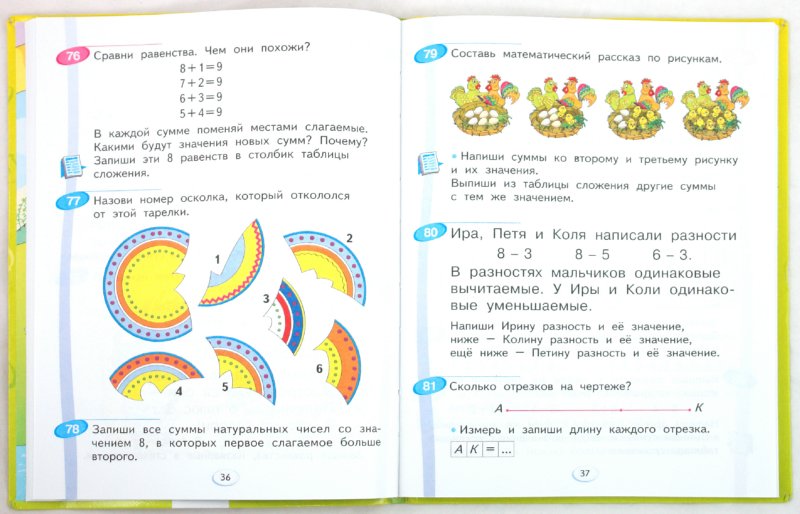 76 Сравни равенства. Чем они похожи?
8+1=9
7+2=9
6+3=9
5+4=9
В каждой сумме поменяй местами слагаемые.
Какими будут значения новых сумм? Почему?
Запиши эти 8 равенств в столбик таблицы
сложения.
77 Назови номер осколка, который откололся
от этой тарелки.
1
2
3
4
5
6
78 Запиши все суммы натуральных чисел со зна-
чением 8, в которых первое слагаемое больше
второго.
36
79 Составь математический рассказ по рисункам.
• Напиши суммы ко второму и третьему рисунку
и их значения.
Выпиши из таблицы сложения другие суммы
с тем же значением.
80 Ира, Петя и Коля написали разности
8 – 3 8 – 5 6 – 3.
В разностях мальчиков одинаковые
вычитаемые. У Иры и Коли одинако-
вые уменьшаемые.
Напиши Ирину разность и её значение,
ниже – Колину разность и её значение,
ещё ниже – Петину разность и её значение.
81 Сколько отрезков на чертеже?
А К
• Измерь и запиши длину каждого отрезка.
А К = ...
37